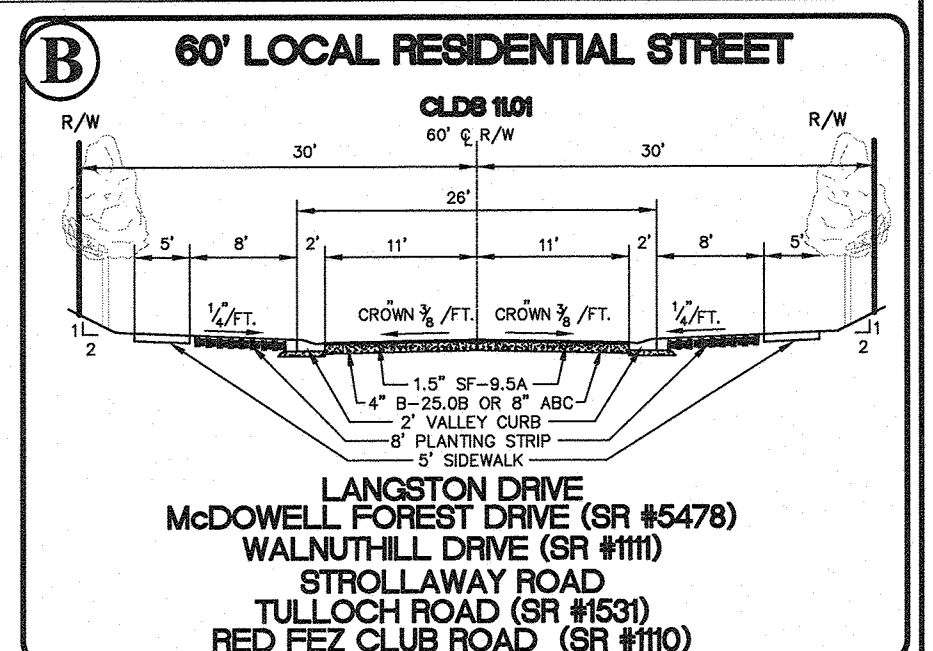 B
60' LOCAL RESIDENTIAL STREET
CLDS 11.01
R/W
60' ℄ R/W
R/W
30' 30'
26'
5' 8' 2' 11' 11' 2' 8' 5'
1/4"/FT. CROWN 3/8"/FT. CROWN 3/8"/FT. 1/4"/FT.
1 1
2 2
1.5" SF-9.5A
4" B-25.0B OR 8" ABC
2' VALLEY CURB
8' PLANTING STRIP
5' SIDEWALK
LANGSTON DRIVE
McDOWELL FOREST DRIVE (SR #5478)
WALNUTHILL DRIVE (SR #1111)
STROLLAWAY ROAD
TULLOCH ROAD (SR #1531)
RED FEZ CLUB ROAD (SR #1110)